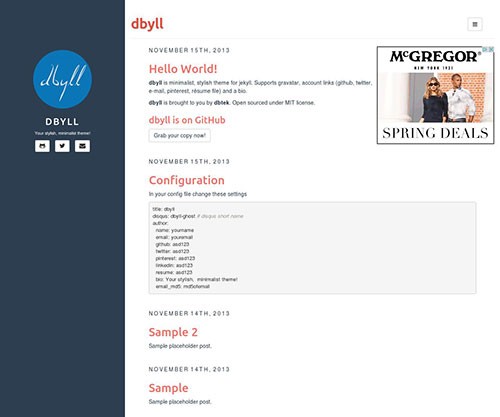 dbyll
DBYLL
Your stylish, minimalist theme!
dbyll
NOVEMBER 15TH, 2013
Hello World!
dbyll is minimalist, stylish theme for jekyll. Supports gravatar, account links (github, twitter,
e-mail, pinterest, résume file) and a bio.
dbyll is brought to you by dbtek. Open sourced under MIT license.
dbyll is on GitHub
Grab your copy now!
McGREGOR
NEW YORK 1921
SPRING DEALS
NOVEMBER 15TH, 2013
Configuration
In your config file change these settings
title: dbyll
disqus: dbyll-ghost # disqus short name
author:
name: yourname
email: youremail
github: asd123
twitter: asd123
pinterest: asd123
linkedin: asd123
resume: asd123
bio: Your stylish, minimalist theme!
email_md5: md5ofemail
NOVEMBER 14TH, 2013
Sample 2
Sample placeholder post.
NOVEMBER 14TH, 2013
Sample
Sample placeholder post.